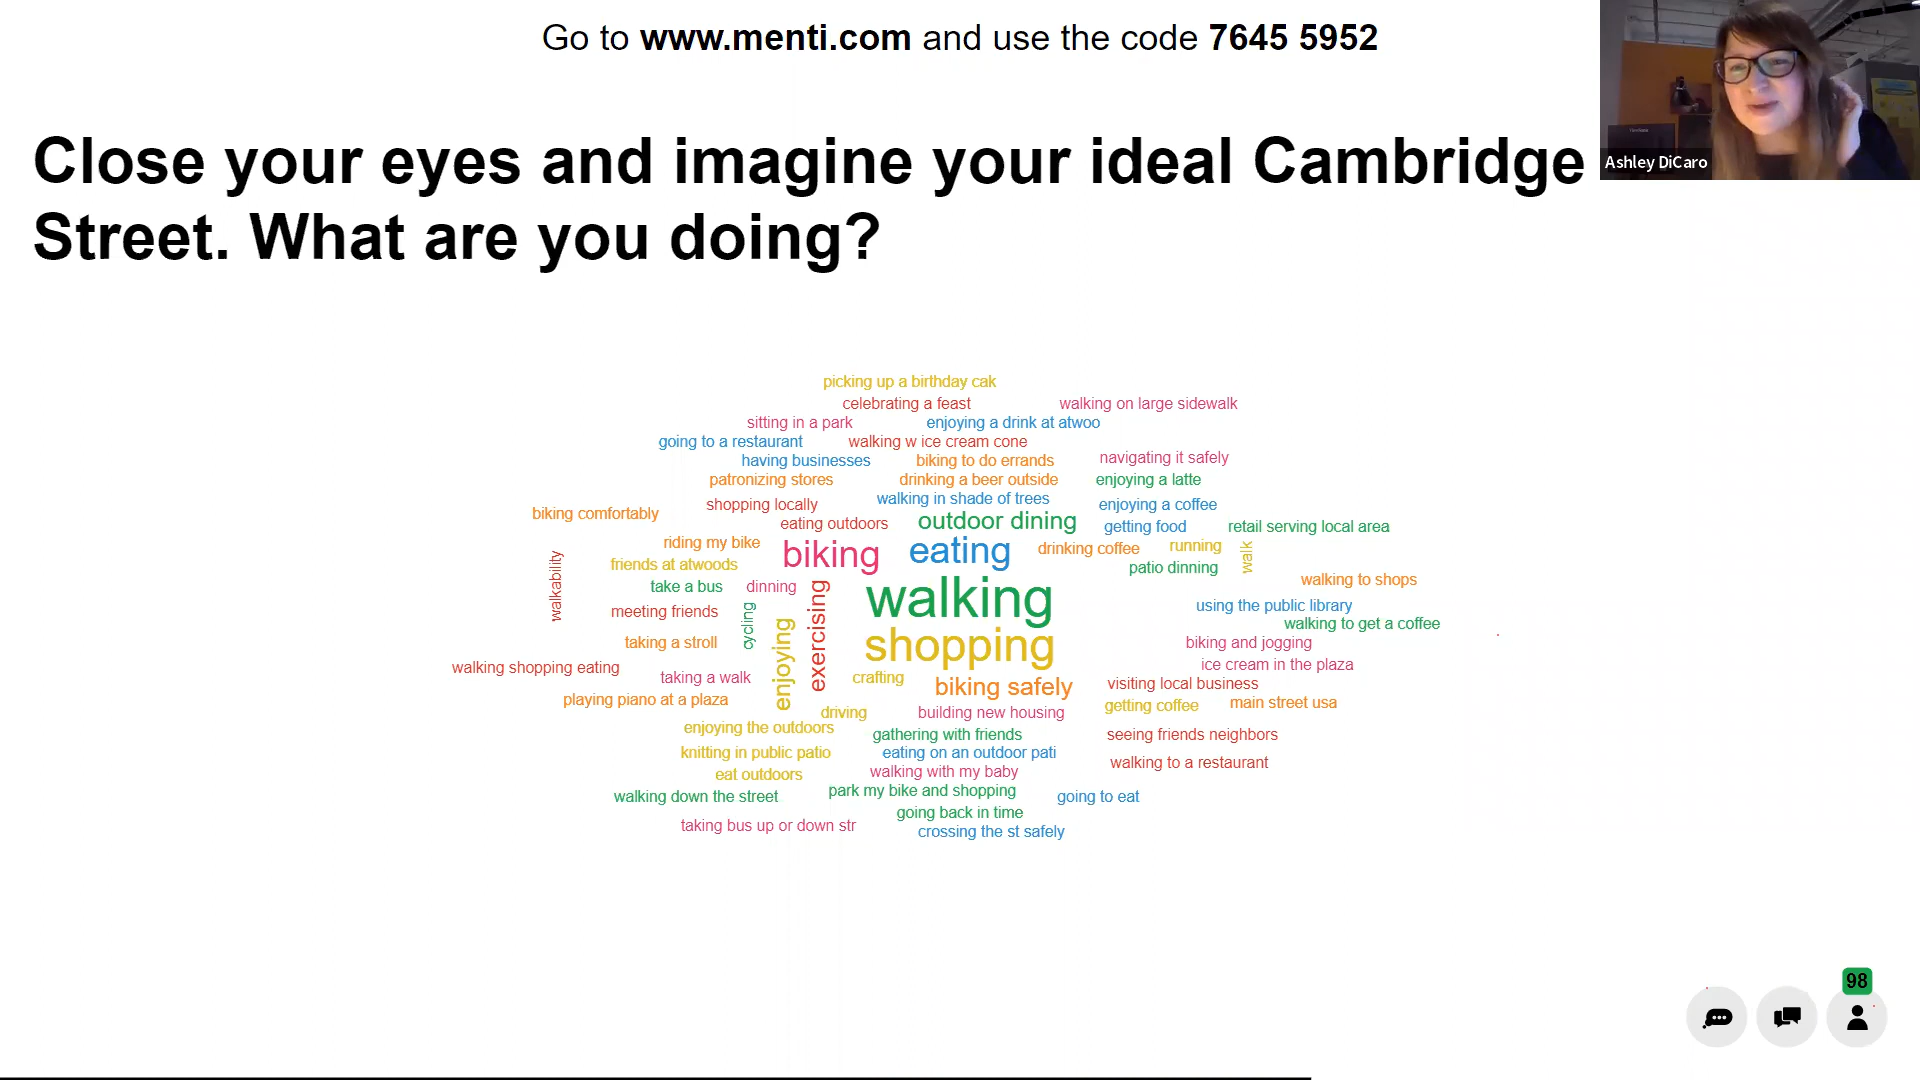 Go to www.menti.com and use the code 7645 5952
Ashley DiCaro
Close your eyes and imagine your ideal Cambridge
Street. What are you doing?
picking up a birthday cak
celebrating a feast
walking on large sidewalk
sitting in a park
enjoying a drink at atwoo
going to a restaurant
walking w ice cream cone
having businesses
biking to do errands
navigating it safely
patronizing stores
drinking a beer outside
enjoying a latte
walking in shade of trees
shopping locally
enjoying a coffee
biking comfortably
eating outdoors
outdoor dining
getting food
retail serving local area
riding my bike
biking
eating
drinking coffee
running
walk
friends at atwoods
patio dinning
walkability
take a bus
dinning
walking to shops
walking
using the public library
meeting friends
cycling
exercising
walking to get a coffee
taking a stroll
enjoying
shopping
biking and jogging
walking shopping eating
ice cream in the plaza
taking a walk
crafting
biking safely
visiting local business
playing piano at a plaza
getting coffee
main street usa
driving
building new housing
enjoying the outdoors
gathering with friends
seeing friends neighbors
knitting in public patio
eating on an outdoor pati
walking to a restaurant
eat outdoors
walking with my baby
walking down the street
park my bike and shopping
going to eat
going back in time
taking bus up or down str
crossing the st safely
98